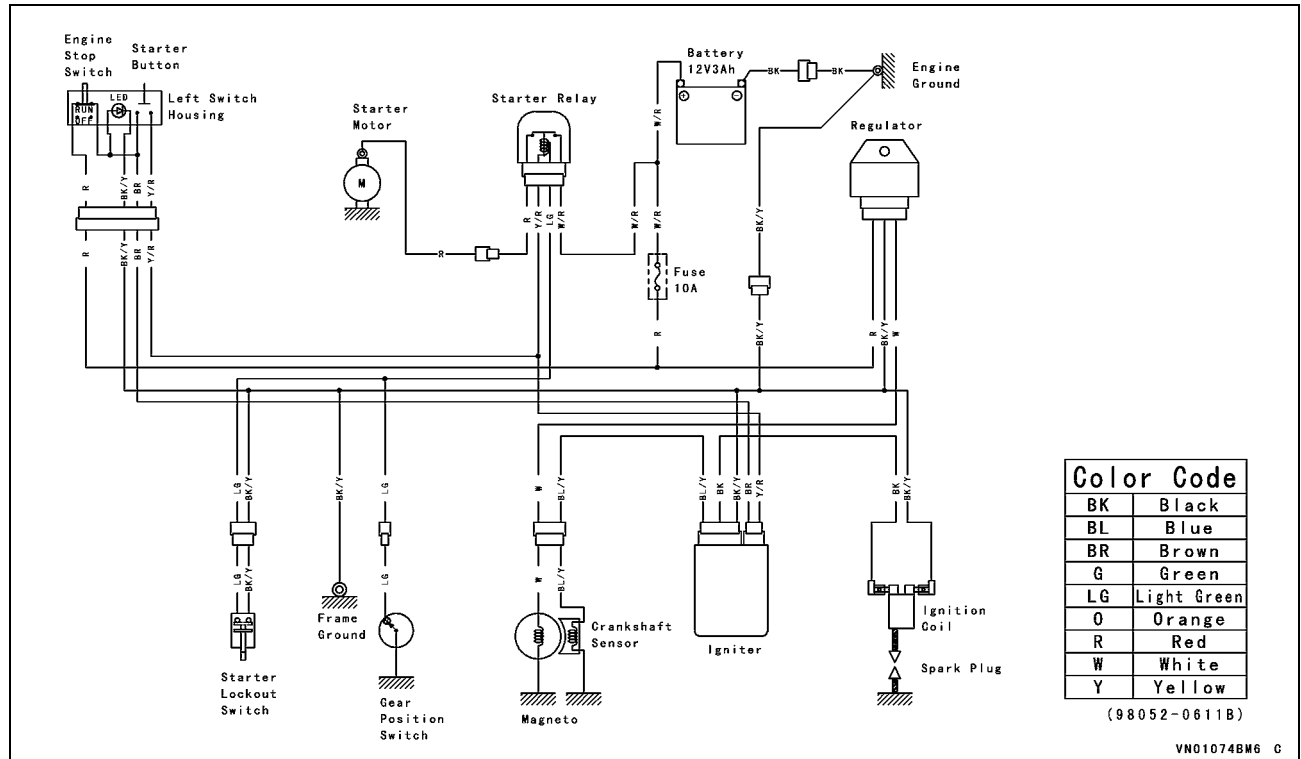 Engine
Stop
Switch
Starter
Button
LED
RUN
OFF
Left Switch
Housing
Starter
Motor
M
Starter Relay
Battery
12V3Ah
Engine
Ground
Regulator
BK
BK
W/R
R
BK/Y
BR
Y/R
R
Y/R
LG
W/R
W/R
W/R
BK/Y
R
BK/Y
BR
Y/R
R
Fuse
10A
R
BK/Y
R
BK/Y
W
LG
BK/Y
BK/Y
LG
W
BL/Y
BL/Y
BK
BK/Y
BR
Y/R
BK
BK/Y
LG
BK/Y
LG
W
BL/Y
Frame
Ground
Crankshaft
Sensor
Igniter
Ignition
Coil
Spark Plug
Starter
Lockout
Switch
Gear
Position
Switch
Magneto
Color Code
BK Black
BL Blue
BR Brown
G Green
LG Light Green
O Orange
R Red
W White
Y Yellow
(98052-0611B)
VN01074BM6 C